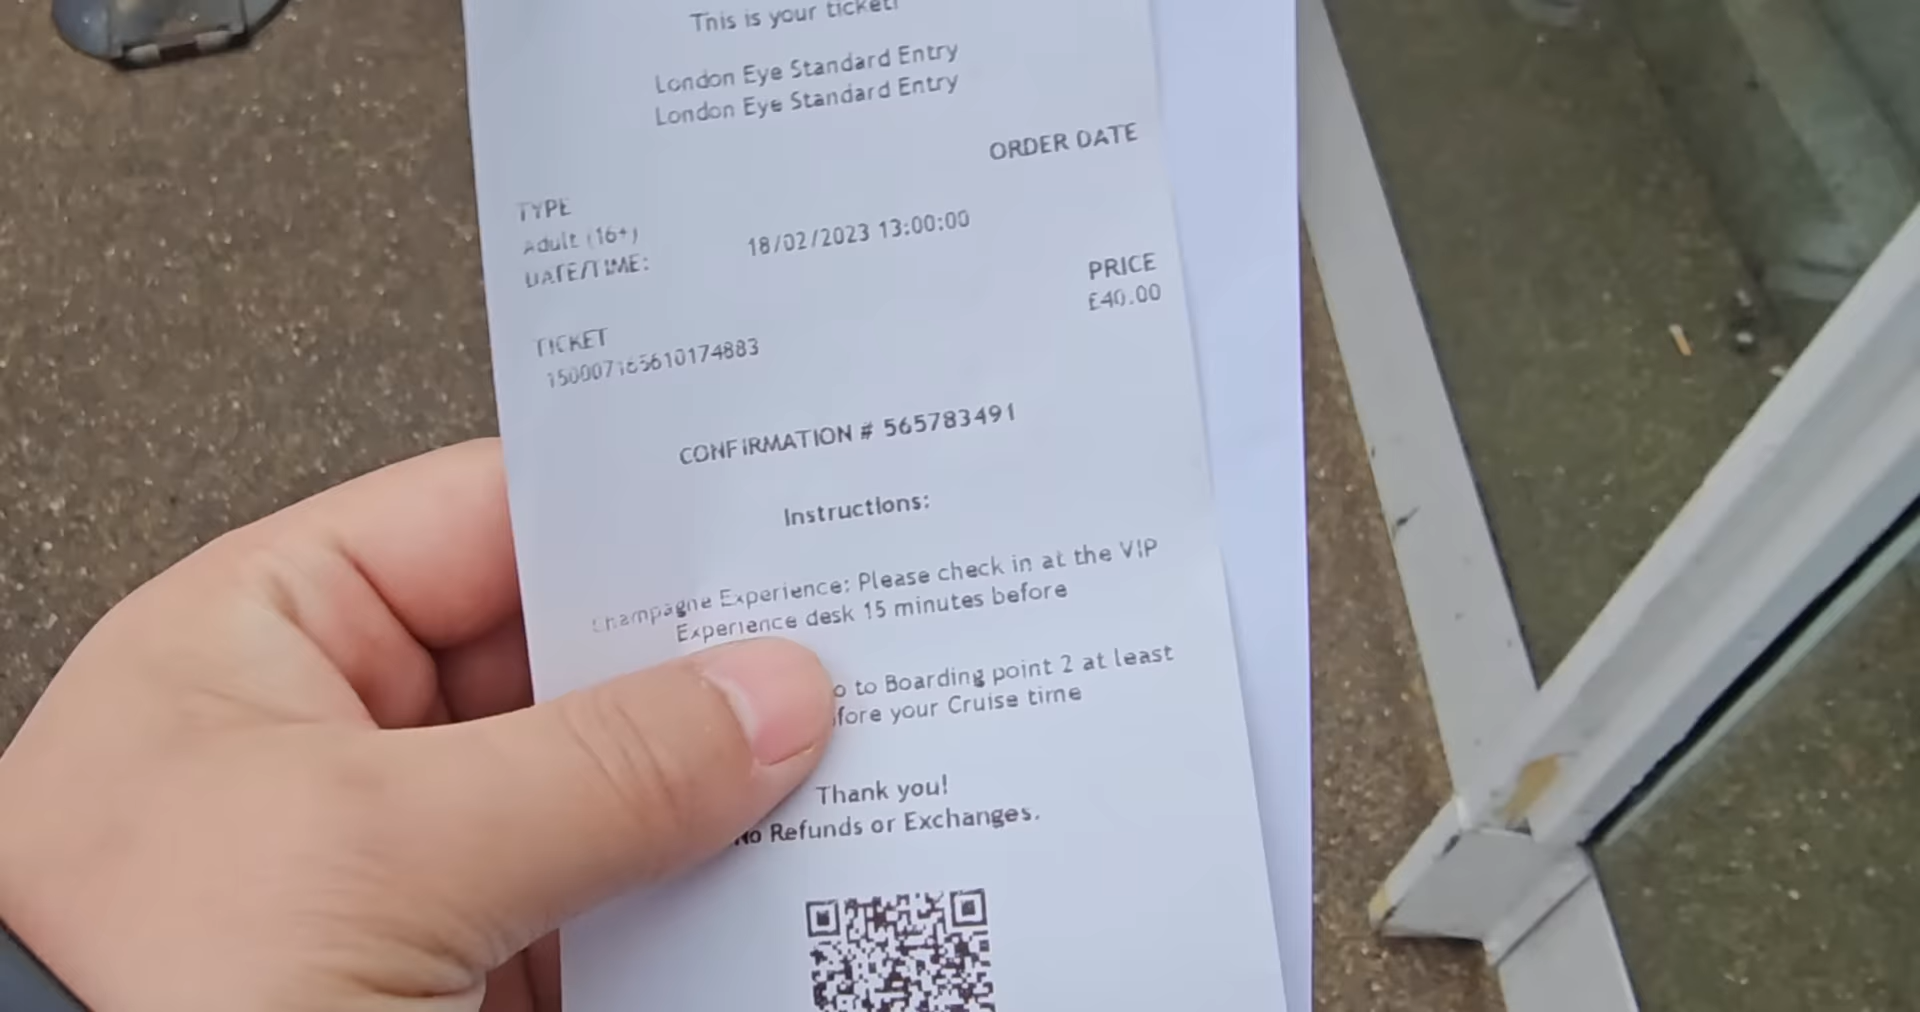 This is your ticket!
London Eye Standard Entry
London Eye Standard Entry
ORDER DATE
TYPE
Adult (16+)
DATE/TIME: 18/02/2023 13:00:00
PRICE
£40.00
TICKET
150007165610174883
CONFIRMATION # 565783491
Instructions:
Champagne Experience: Please check in at the VIP
Experience desk 15 minutes before
to Boarding point 2 at least
your Cruise time
Thank you!
No Refunds or Exchanges.